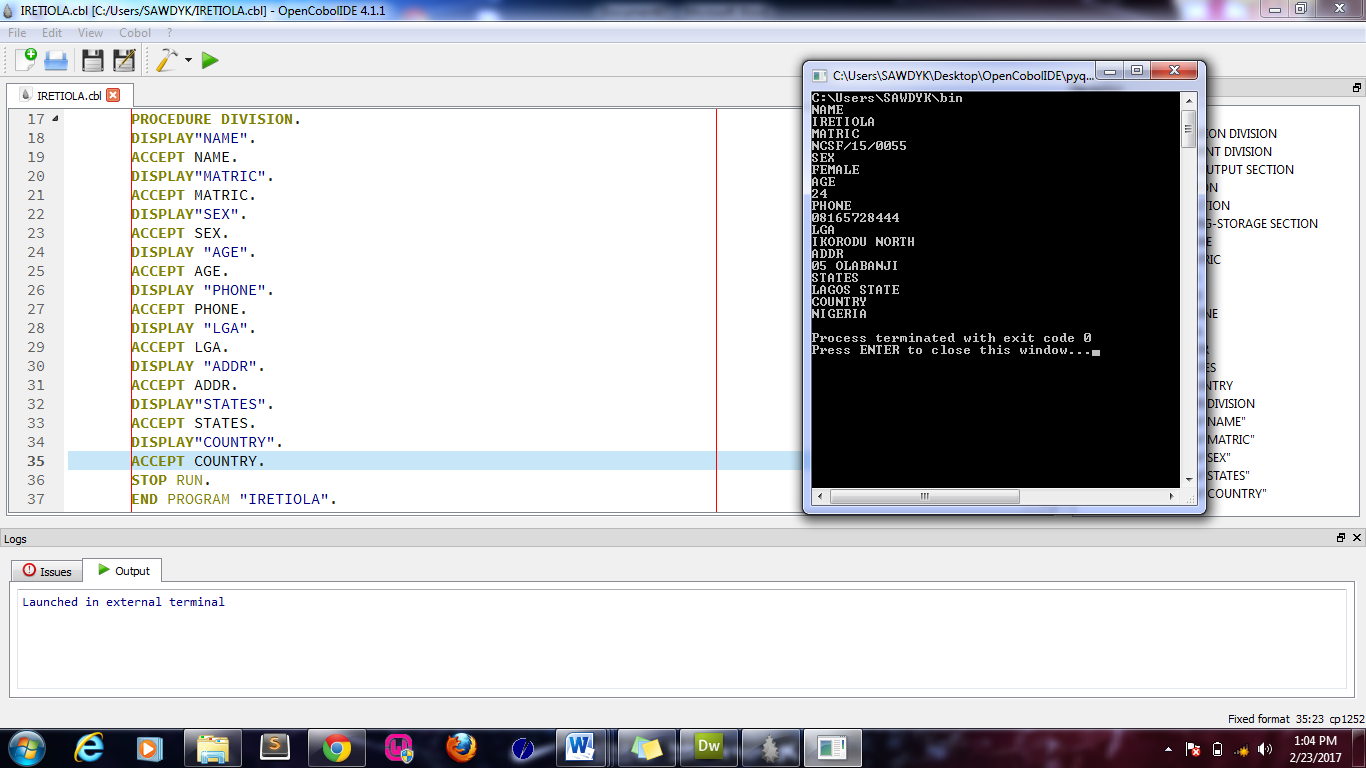 IRETIOLA.cbl [C:/Users/SAWDYK/IRETIOLA.cbl] - OpenCobolIDE 4.1.1
File Edit View Cobol ?
IRETIOLA.cbl
17 PROCEDURE DIVISION.
18 DISPLAY"NAME".
19 ACCEPT NAME.
20 DISPLAY"MATRIC".
21 ACCEPT MATRIC.
22 DISPLAY"SEX".
23 ACCEPT SEX.
24 DISPLAY "AGE".
25 ACCEPT AGE.
26 DISPLAY "PHONE".
27 ACCEPT PHONE.
28 DISPLAY "LGA".
29 ACCEPT LGA.
30 DISPLAY "ADDR".
31 ACCEPT ADDR.
32 DISPLAY"STATES".
33 ACCEPT STATES.
34 DISPLAY"COUNTRY".
35 ACCEPT COUNTRY.
36 STOP RUN.
37 END PROGRAM "IRETIOLA".
C:\Users\SAWDYK\Desktop\OpenCobolIDE\pyq...
C:\Users\SAWDYK\bin
NAME
IRETIOLA
MATRIC
NCSF/15/0055
SEX
FEMALE
AGE
24
PHONE
08165728444
LGA
IKORODU NORTH
ADDR
05 OLABANJI
STATES
LAGOS STATE
COUNTRY
NIGERIA
Process terminated with exit code 0
Press ENTER to close this window...
ION DIVISION
NT DIVISION
UTPUT SECTION
ON
TION
G-STORAGE SECTION
E
RIC
NE
R
ES
NTRY
DIVISION
NAME"
MATRIC"
SEX"
STATES"
COUNTRY"
Logs
Issues
Output
Launched in external terminal
Fixed format 35:23 cp1252
S
W
Dw
1:04 PM
2/23/2017